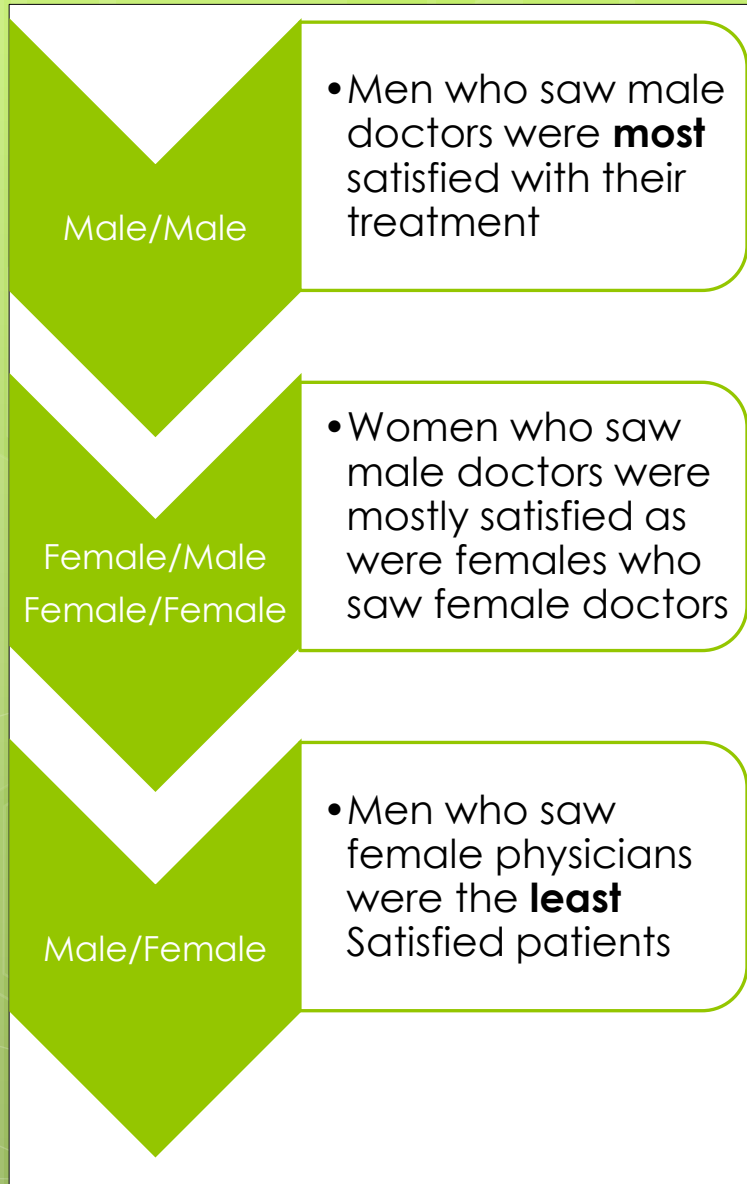 Male/Male
•Men who saw male
doctors were most
satisfied with their
treatment
Female/Male
Female/Female
•Women who saw
male doctors were
mostly satisfied as
were females who
saw female doctors
Male/Female
•Men who saw
female physicians
were the least
Satisfied patients